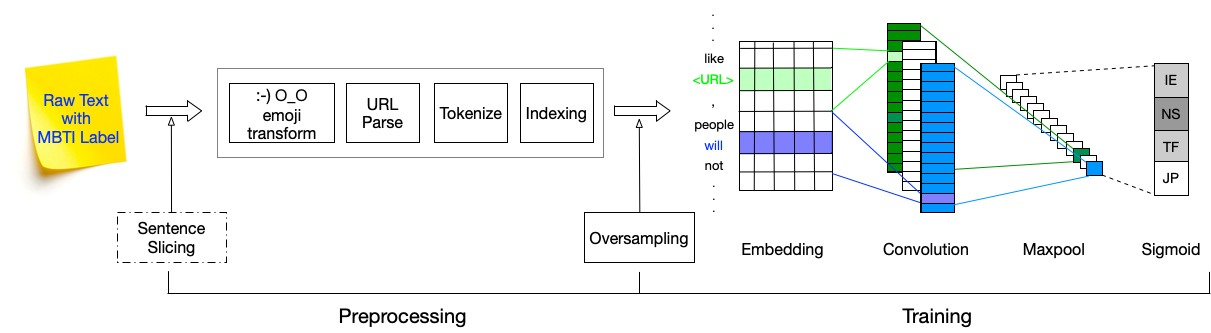 Raw Text
with
MBTI Label
:-) O_O
emoji
transform
URL
Parse
Tokenize
Indexing
Sentence
Slicing
Oversampling
.
.
.
like
<URL>
,
people
will
not
.
.
.
IE
NS
TF
JP
Embedding
Convolution
Maxpool
Sigmoid
Preprocessing
Training